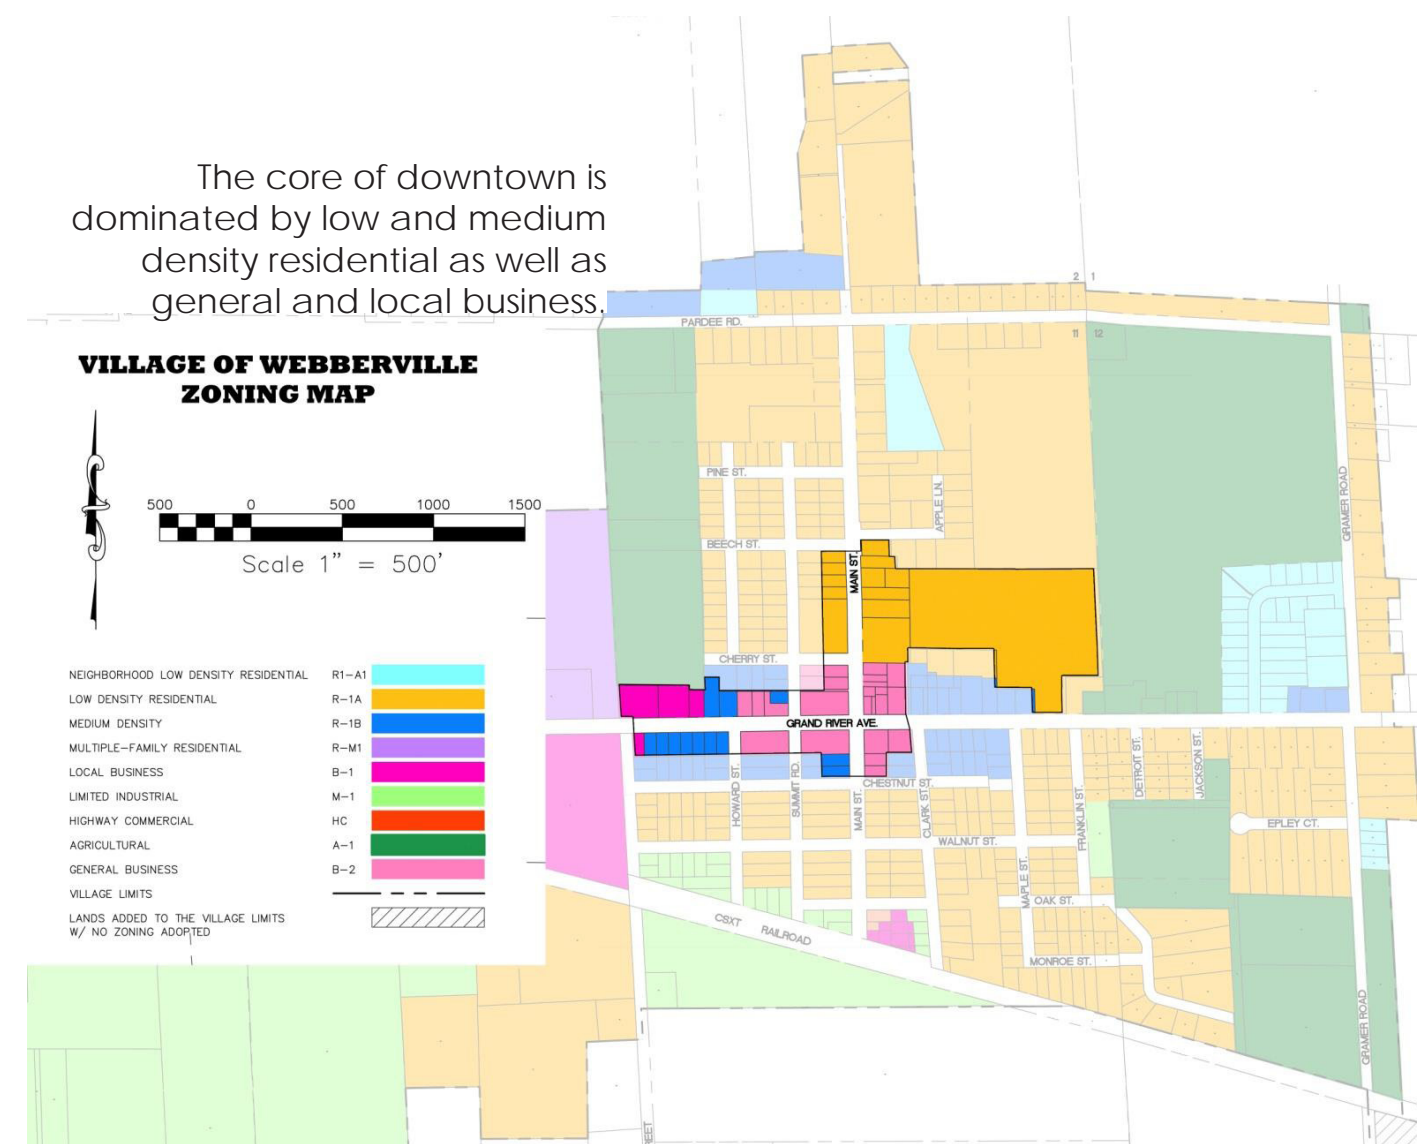 The core of downtown is
dominated by low and medium
density residential as well as
general and local business.
VILLAGE OF WEBBERVILLE
ZONING MAP
500 0 500 1000 1500
Scale 1” = 500’
NEIGHBORHOOD LOW DENSITY RESIDENTIAL R1-A1
LOW DENSITY RESIDENTIAL R-1A
MEDIUM DENSITY R-1B
MULTIPLE-FAMILY RESIDENTIAL R-M1
LOCAL BUSINESS B-1
LIMITED INDUSTRIAL M-1
HIGHWAY COMMERCIAL HC
AGRICULTURAL A-1
GENERAL BUSINESS B-2
VILLAGE LIMITS
LANDS ADDED TO THE VILLAGE LIMITS
W/ NO ZONING ADOPTED
2 1
PARDEE RD.
11 12
PINE ST.
APPLE LN.
GRAMER ROAD
BEECH ST.
MAIN ST.
CHERRY ST.
GRAND RIVER AVE.
HOWARD ST.
SUMMIT RD.
MAIN ST.
CHESTNUT ST.
CLARK ST.
DETROIT ST.
JACKSON ST.
FRANKLIN ST.
EPLEY CT.
WALNUT ST.
MAPLE ST.
OAK ST.
CSXT RAILROAD
MONROE ST.
GRAMER ROAD